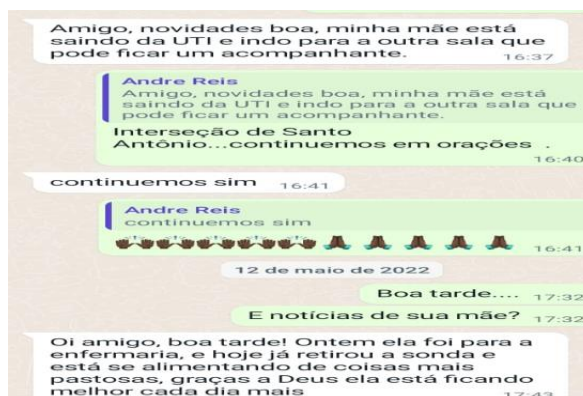 Amigo, novidades boa, minha mãe está
saindo da UTI e indo para a outra sala que
pode ficar um acompanhante.
16:37
Andre Reis
Amigo, novidades boa, minha mãe está
saindo da UTI e indo para a outra sala que
pode ficar um acompanhante.
Interseção de Santo
Antônio...continuemos em orações .
16:40
continuemos sim 16:41
Andre Reis
continuemos sim
🙌🏿🙌🏿🙌🏿🙌🏿🙌🏿🙏🏿🙏🏿🙏🏿🙏🏿🙏🏿 16:41
12 de maio de 2022
Boa tarde.... 17:32
E notícias de sua mãe? 17:32
Oi amigo, boa tarde! Ontem ela foi para a
enfermaria, e hoje já retirou a sonda e
está se alimentando de coisas mais
pastosas, graças a Deus ela está ficando
melhor cada dia mais 17:43